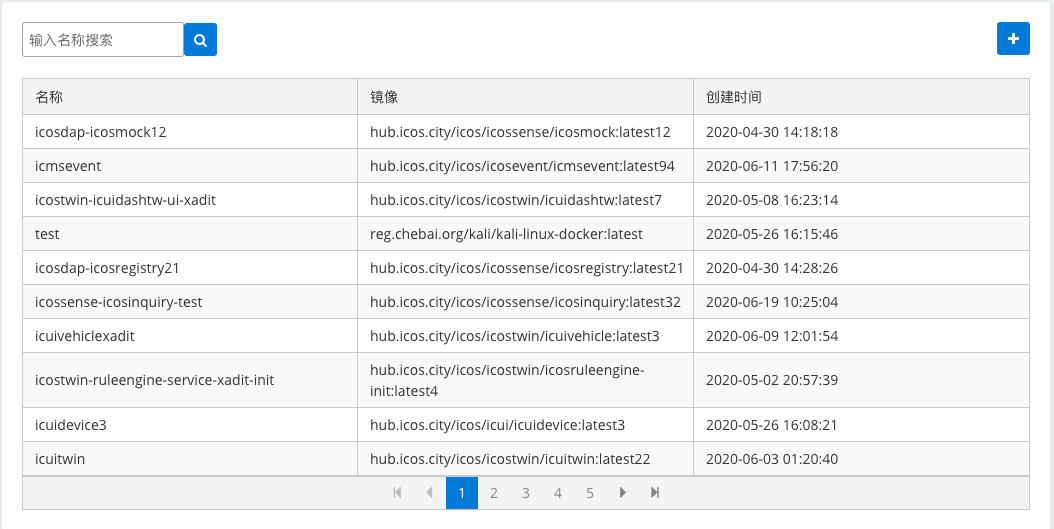 输入名称搜索
名称 镜像 创建时间
icosdap-icosmock12 hub.icos.city/icos/icossense/icosmock:latest12 2020-04-30 14:18:18
icmsevent hub.icos.city/icos/icosevent/icmsevent:latest94 2020-06-11 17:56:20
icostwin-icuidashtw-ui-xadit hub.icos.city/icos/icostwin/icuidashtw:latest7 2020-05-08 16:23:14
test reg.chebai.org/kali/kali-linux-docker:latest 2020-05-26 16:15:46
icosdap-icosregistry21 hub.icos.city/icos/icossense/icosregistry:latest21 2020-04-30 14:28:26
icossense-icosinquiry-test hub.icos.city/icos/icossense/icosinquiry:latest32 2020-06-19 10:25:04
icuivehiclexadit hub.icos.city/icos/icostwin/icuivehicle:latest3 2020-06-09 12:01:54
icostwin-ruleengine-service-xadit-init hub.icos.city/icos/icostwin/icosruleengine-
init:latest4 2020-05-02 20:57:39
icuidevice3 hub.icos.city/icos/icui/icuidevice:latest3 2020-05-26 16:08:21
icuitwin hub.icos.city/icos/icostwin/icuitwin:latest22 2020-06-03 01:20:40
1 2 3 4 5